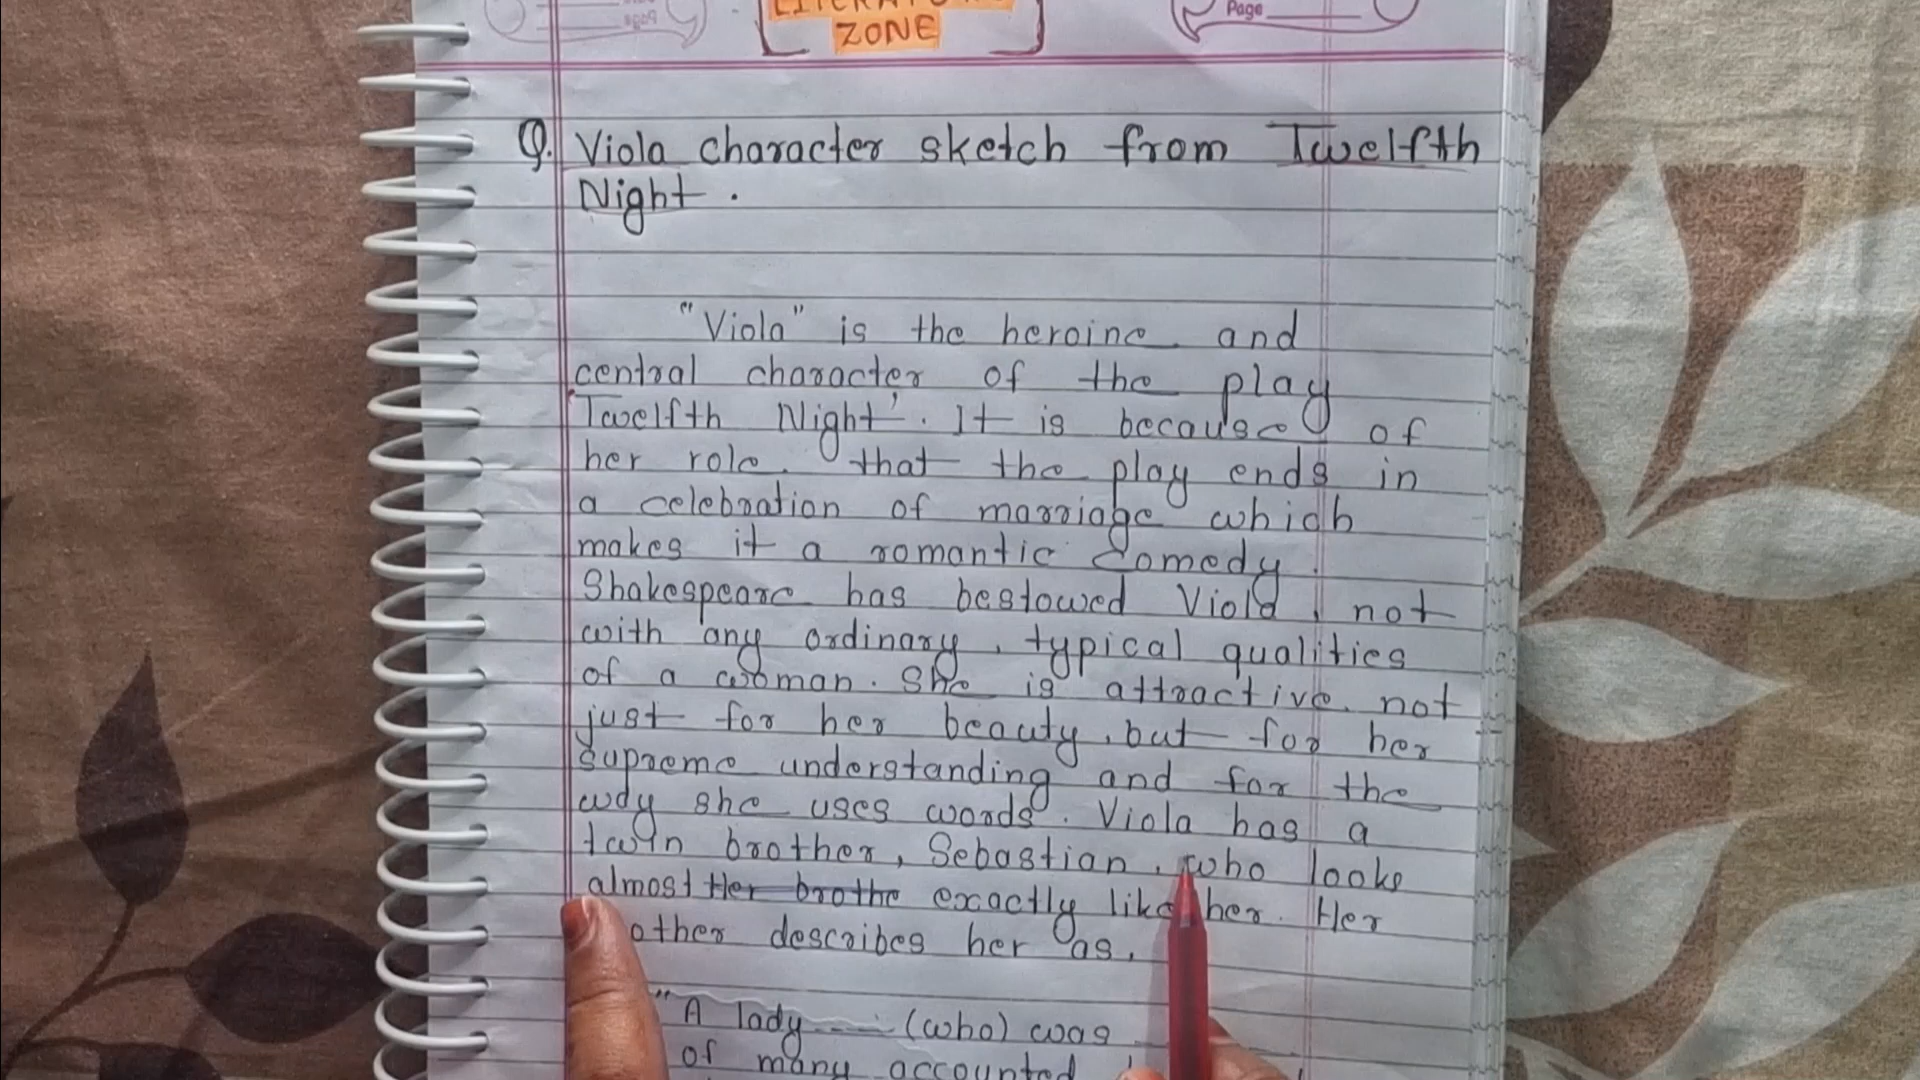 Page
ZONE
Page
Q. Viola character sketch from Twelfth
Night.
"Viola" is the heroine and
central character of the play
'Twelfth Night'. It is because of
her role. that the play ends in
a celebration of marriage which
makes it a romantic comedy.
Shakespeare has bestowed Viola, not
with any ordinary, typical qualities
of a woman. She is attractive not
just for her beauty, but for her
supreme understanding and for the
way she uses words. Viola has a
twin brother, Sebastian, who looks
almost Her brothe exactly like her. Her
other describes her as,
"A lady (who) was
of many accounted